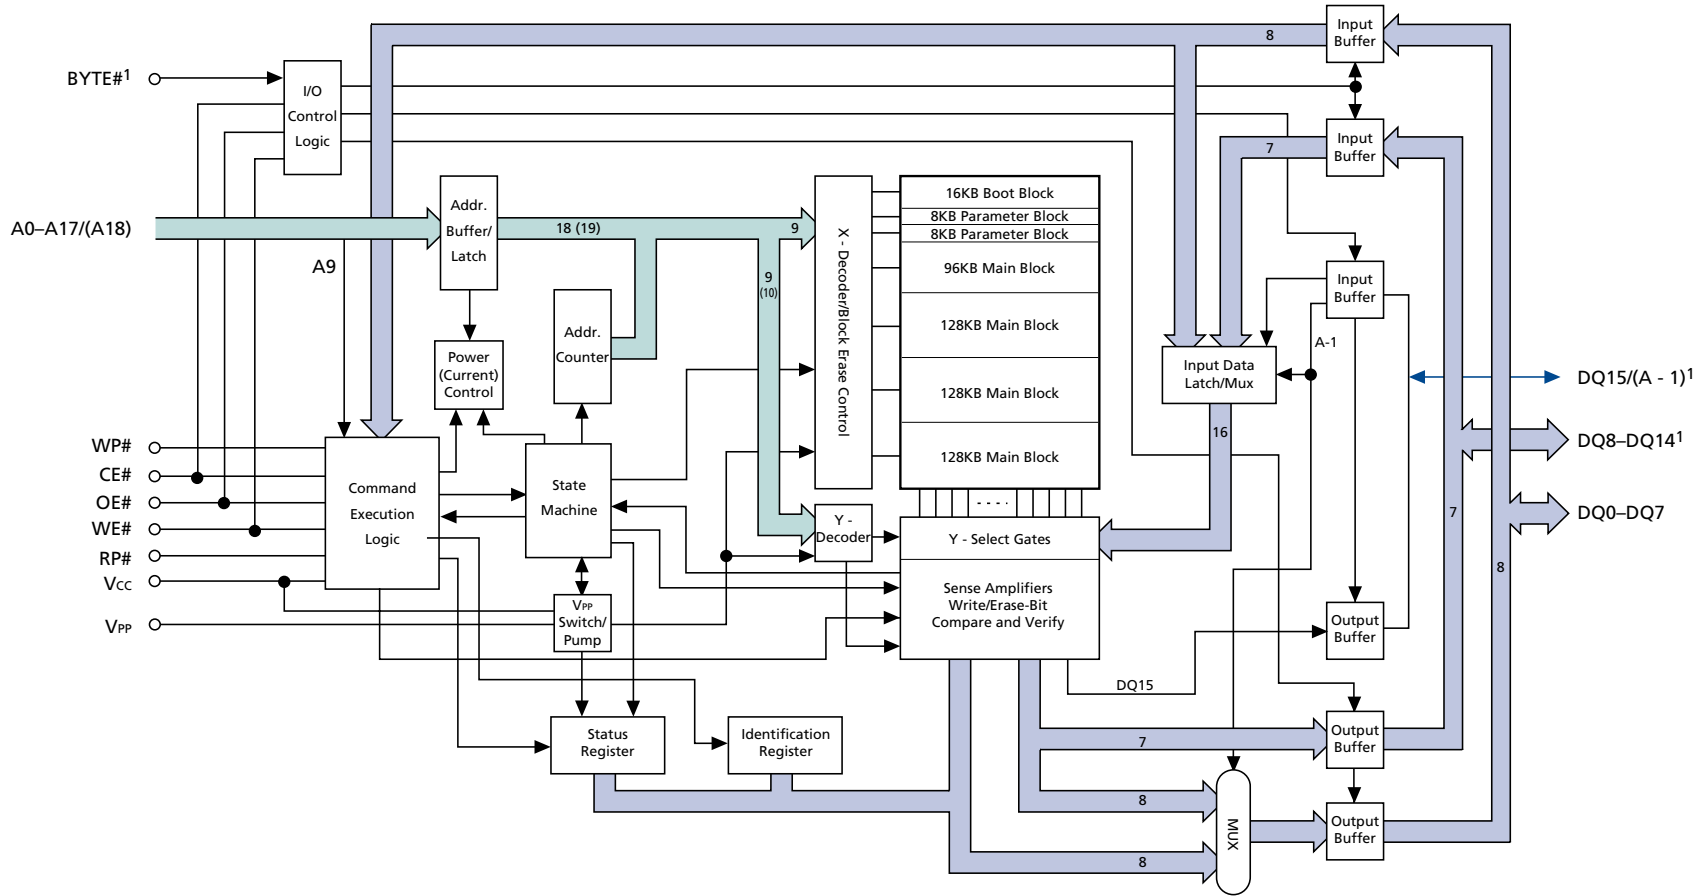 Input
Buffer
8
BYTE#1
I/O
Control
Logic
Input
Buffer
7
16KB Boot Block
8KB Parameter Block
8KB Parameter Block
96KB Main Block
128KB Main Block
128KB Main Block
128KB Main Block
Addr.
Buffer/
Latch
A0–A17/(A18)
18 (19)
9
A9
9
(10)
X - Decoder/Block Erase Control
Input
Buffer
A-1
Addr.
Counter
Power
(Current)
Control
Input Data
Latch/Mux
DQ15/(A - 1)1
16
DQ8–DQ141
WP#
CE#
OE#
WE#
RP#
VCC
VPP
Command
Execution
Logic
State
Machine
- - - -
Y -
Decoder
Y - Select Gates
7
DQ0–DQ7
8
Sense Amplifiers
Write/Erase-Bit
Compare and Verify
VPP
Switch/
Pump
Output
Buffer
DQ15
Status
Register
Identification
Register
7
Output
Buffer
8
MUX
Output
Buffer
8